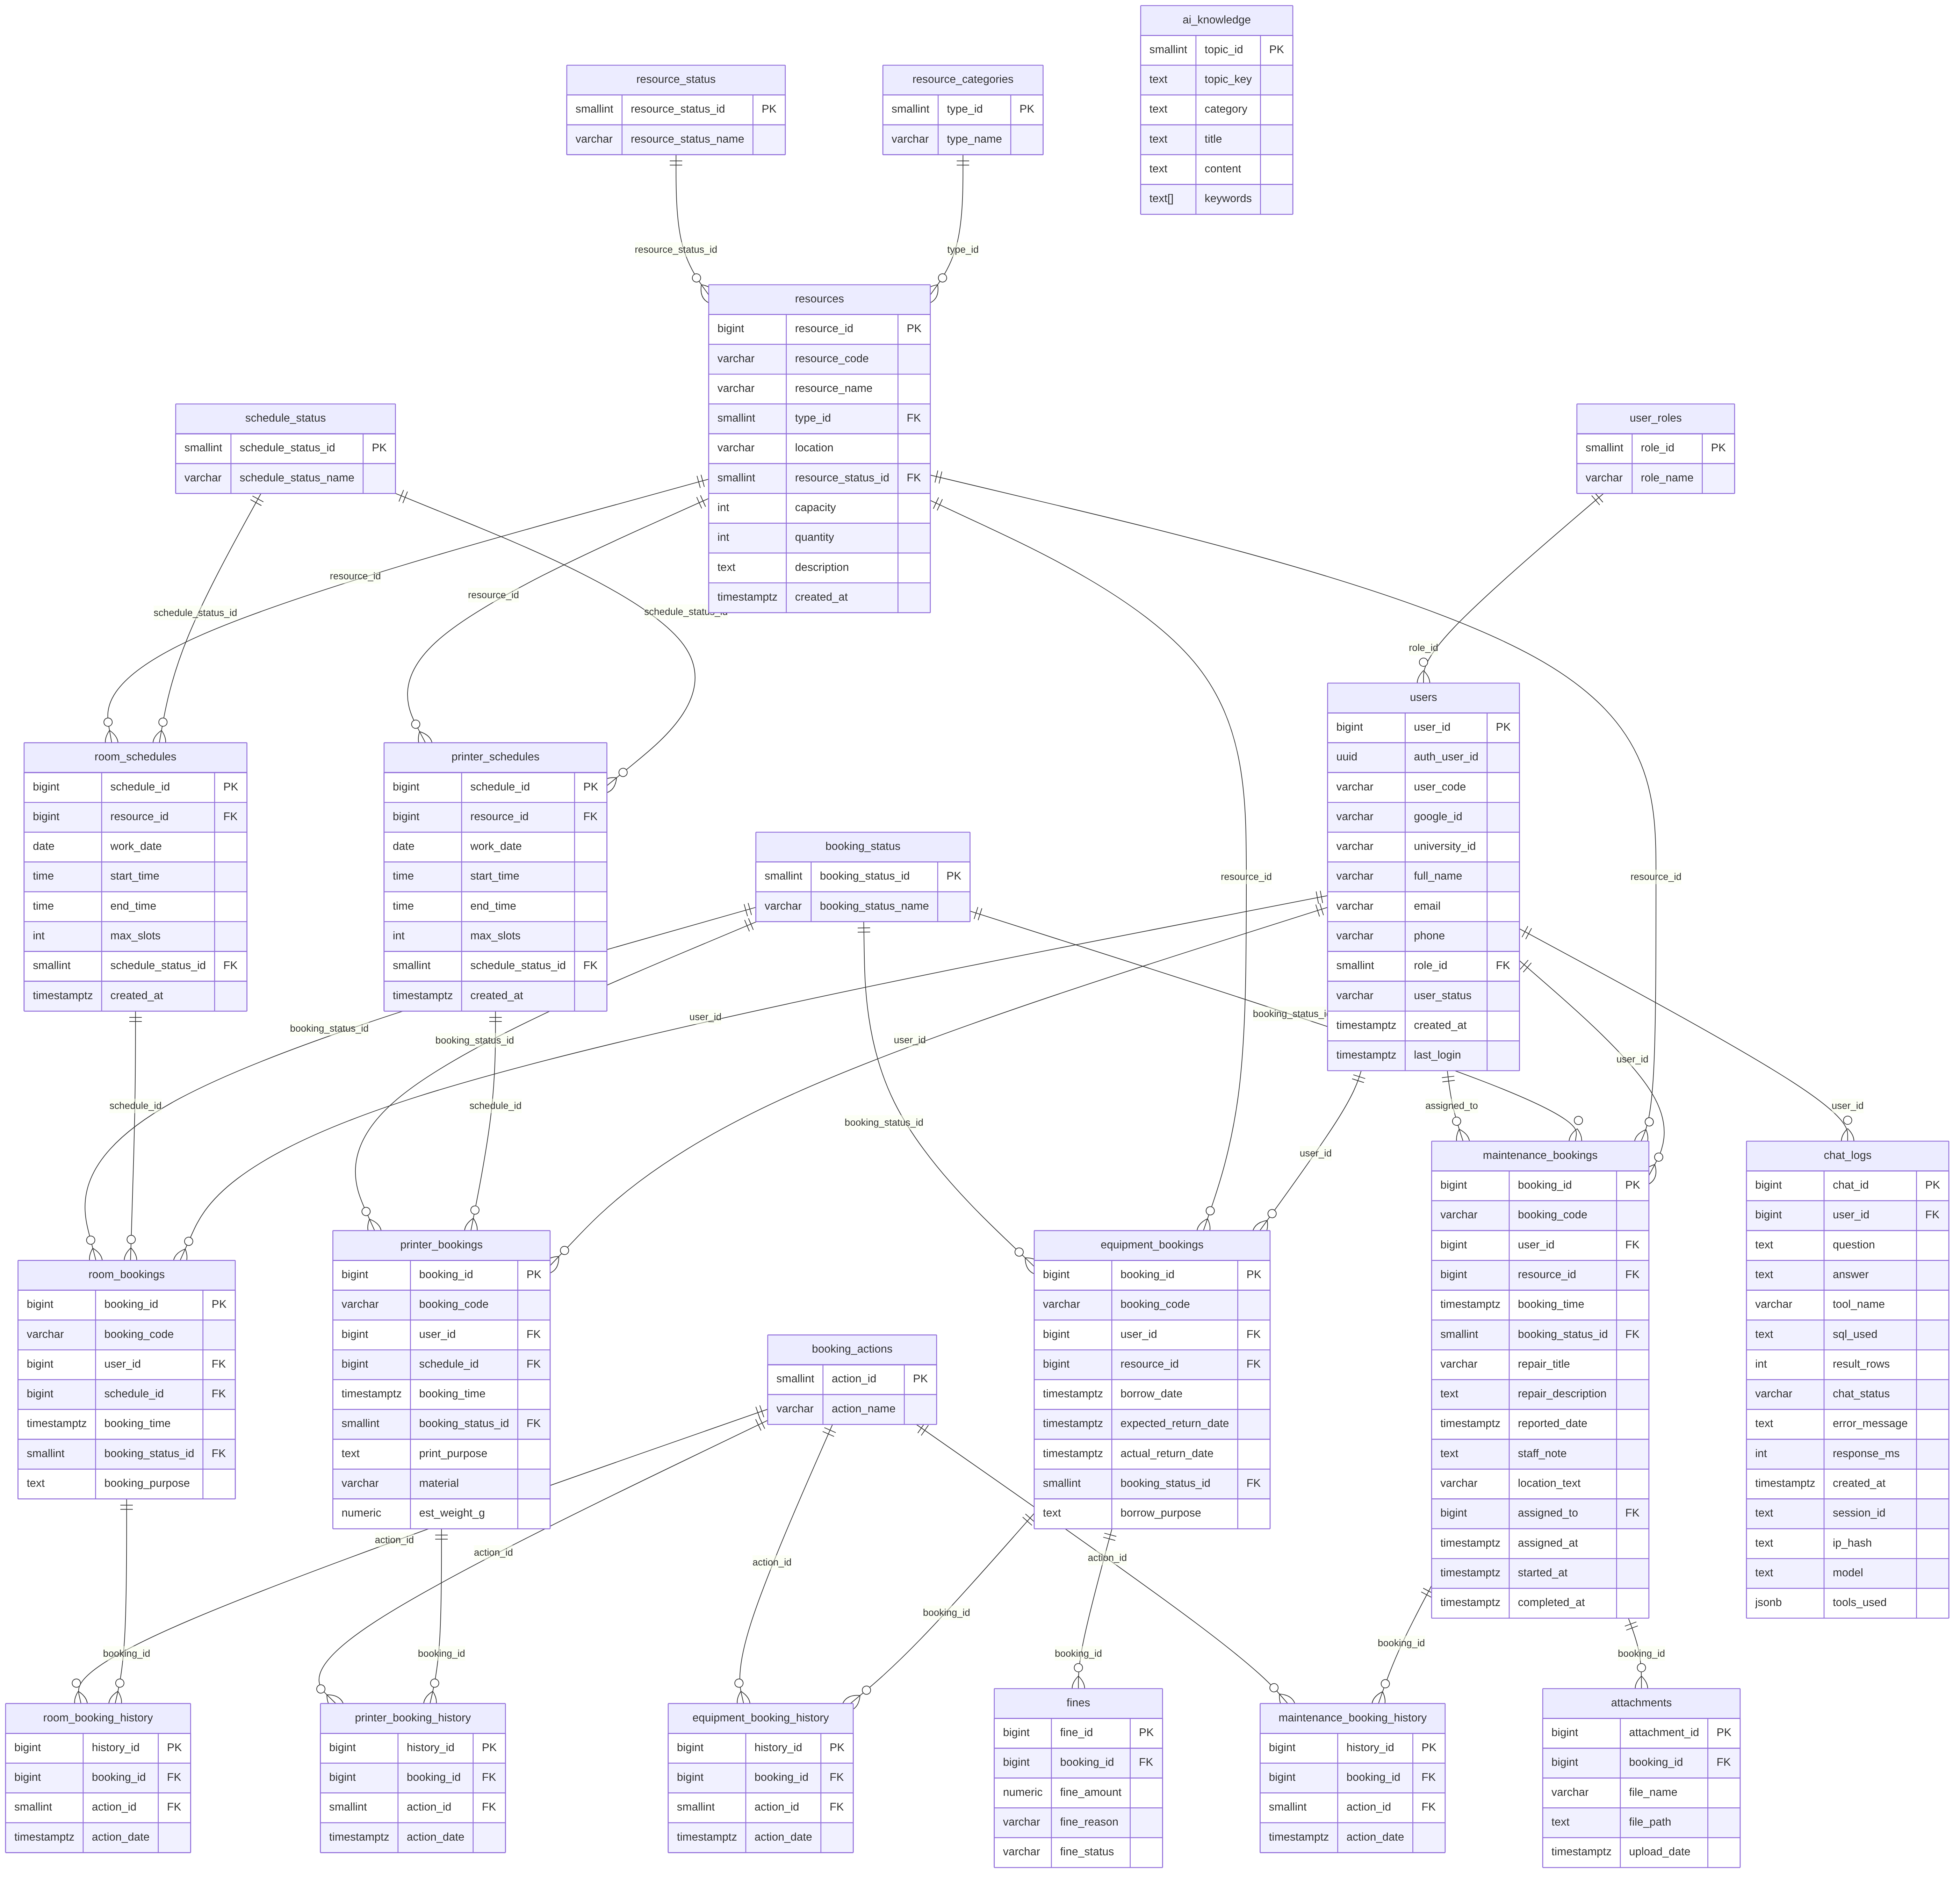 ai_knowledge
smallint topic_id PK
text topic_key
text category
text title
text content
text[] keywords
resource_status
smallint resource_status_id PK
varchar resource_status_name
resource_categories
smallint type_id PK
varchar type_name
resource_status_id
type_id
resources
bigint resource_id PK
varchar resource_code
varchar resource_name
smallint type_id FK
varchar location
smallint resource_status_id FK
int capacity
int quantity
text description
timestamptz created_at
schedule_status
smallint schedule_status_id PK
varchar schedule_status_name
user_roles
smallint role_id PK
varchar role_name
resource_id
resource_id
schedule_status_id
schedule_status_id
role_id
users
bigint user_id PK
uuid auth_user_id
varchar user_code
varchar google_id
varchar university_id
varchar full_name
varchar email
varchar phone
smallint role_id FK
varchar user_status
timestamptz created_at
timestamptz last_login
room_schedules
bigint schedule_id PK
bigint resource_id FK
date work_date
time start_time
time end_time
int max_slots
smallint schedule_status_id FK
timestamptz created_at
printer_schedules
bigint schedule_id PK
bigint resource_id FK
date work_date
time start_time
time end_time
int max_slots
smallint schedule_status_id FK
timestamptz created_at
booking_status
smallint booking_status_id PK
varchar booking_status_name
resource_id
resource_id
user_id
booking_status_id
booking_status_id
booking_status_id
user_id
user_id
schedule_id
schedule_id
booking_status_id
assigned_to
user_id
user_id
maintenance_bookings
bigint booking_id PK
varchar booking_code
bigint user_id FK
bigint resource_id FK
timestamptz booking_time
smallint booking_status_id FK
varchar repair_title
text repair_description
timestamptz reported_date
text staff_note
varchar location_text
bigint assigned_to FK
timestamptz assigned_at
timestamptz started_at
timestamptz completed_at
chat_logs
bigint chat_id PK
bigint user_id FK
text question
text answer
varchar tool_name
text sql_used
int result_rows
varchar chat_status
text error_message
int response_ms
timestamptz created_at
text session_id
text ip_hash
text model
jsonb tools_used
room_bookings
bigint booking_id PK
varchar booking_code
bigint user_id FK
bigint schedule_id FK
timestamptz booking_time
smallint booking_status_id FK
text booking_purpose
printer_bookings
bigint booking_id PK
varchar booking_code
bigint user_id FK
bigint schedule_id FK
timestamptz booking_time
smallint booking_status_id FK
text print_purpose
varchar material
numeric est_weight_g
equipment_bookings
bigint booking_id PK
varchar booking_code
bigint user_id FK
bigint resource_id FK
timestamptz borrow_date
timestamptz expected_return_date
timestamptz actual_return_date
smallint booking_status_id FK
text borrow_purpose
booking_actions
smallint action_id PK
varchar action_name
action_id
action_id
action_id
action_id
booking_id
booking_id
booking_id
booking_id
booking_id
booking_id
room_booking_history
bigint history_id PK
bigint booking_id FK
smallint action_id FK
timestamptz action_date
printer_booking_history
bigint history_id PK
bigint booking_id FK
smallint action_id FK
timestamptz action_date
equipment_booking_history
bigint history_id PK
bigint booking_id FK
smallint action_id FK
timestamptz action_date
fines
bigint fine_id PK
bigint booking_id FK
numeric fine_amount
varchar fine_reason
varchar fine_status
maintenance_booking_history
bigint history_id PK
bigint booking_id FK
smallint action_id FK
timestamptz action_date
attachments
bigint attachment_id PK
bigint booking_id FK
varchar file_name
text file_path
timestamptz upload_date